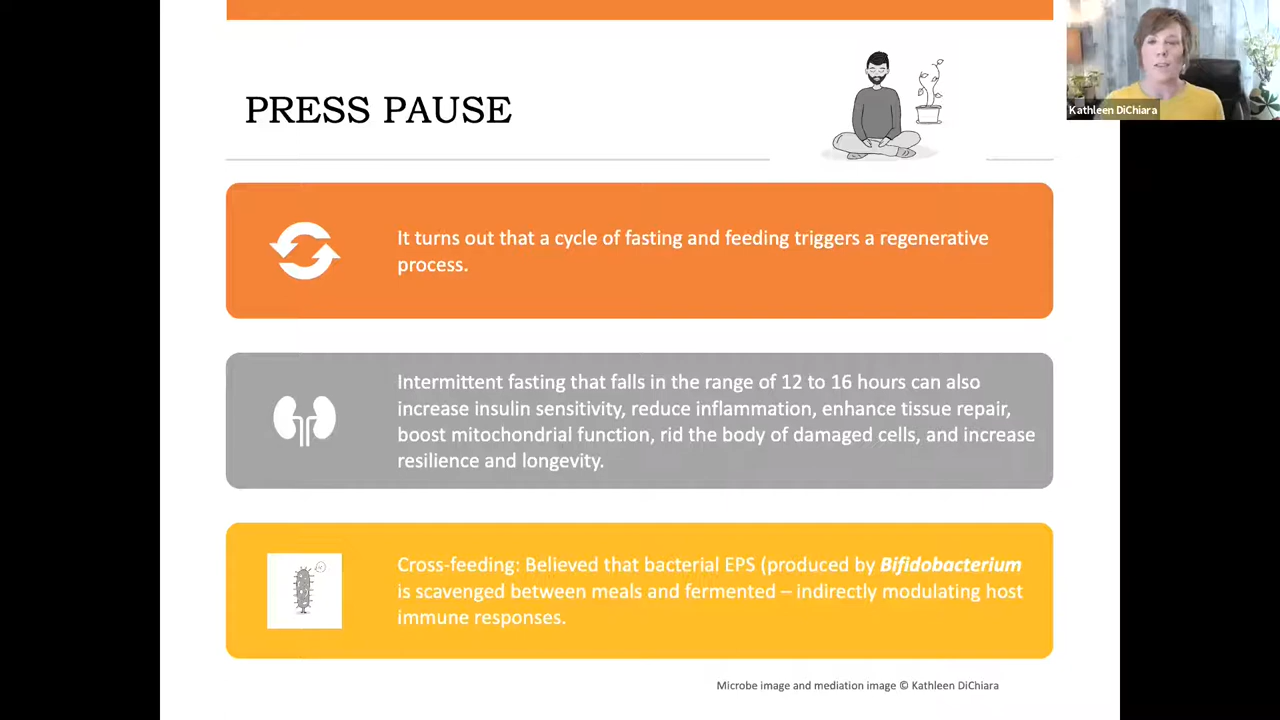 PRESS PAUSE
Kathleen DiChiara
It turns out that a cycle of fasting and feeding triggers a regenerative
process.
Intermittent fasting that falls in the range of 12 to 16 hours can also
increase insulin sensitivity, reduce inflammation, enhance tissue repair,
boost mitochondrial function, rid the body of damaged cells, and increase
resilience and longevity.
Cross-feeding: Believed that bacterial EPS (produced by Bifidobacterium
is scavenged between meals and fermented – indirectly modulating host
immune responses.
Microbe image and mediation image © Kathleen DiChiara